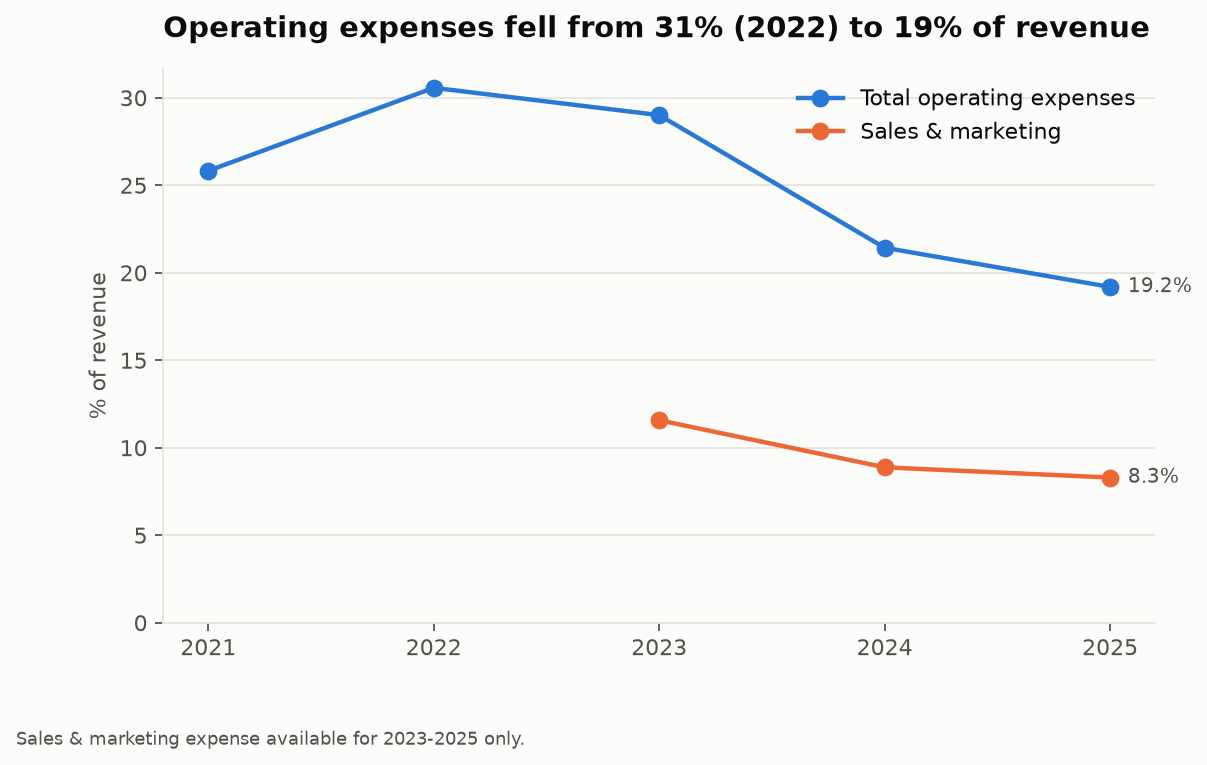 Operating expenses fell from 31% (2022) to 19% of revenue
Total operating expenses
Sales & marketing
% of revenue
30
25
20
15
10
5
0
19.2%
8.3%
2021 2022 2023 2024 2025
Sales & marketing expense available for 2023-2025 only.